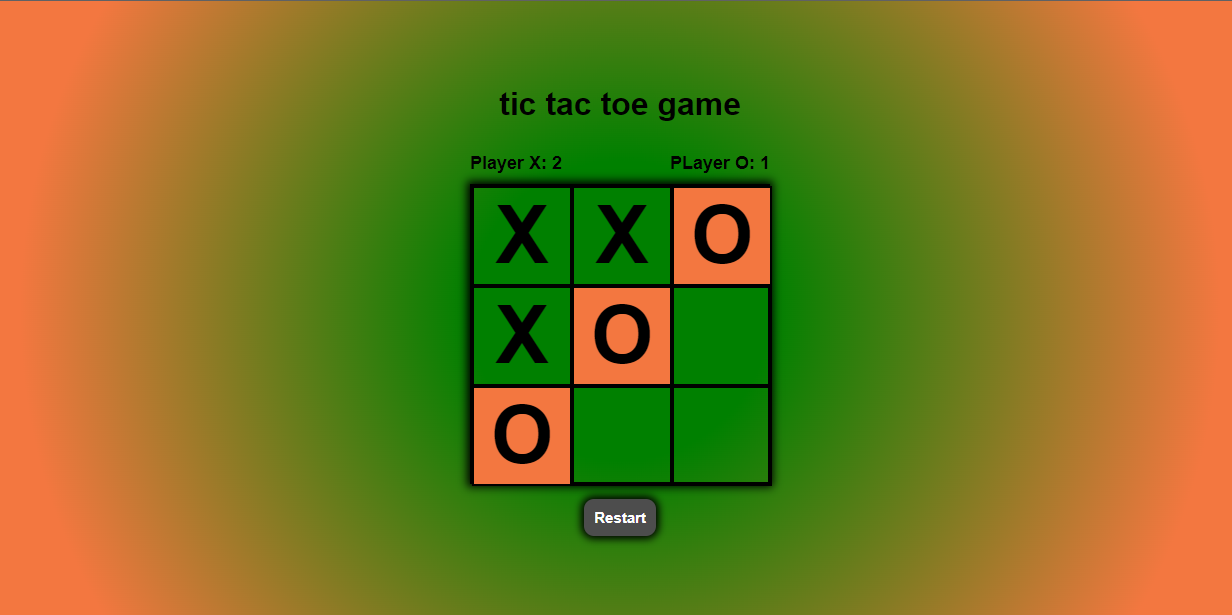 tic tac toe game
Player X: 2 PLayer O: 1
X X O
X O
O
Restart